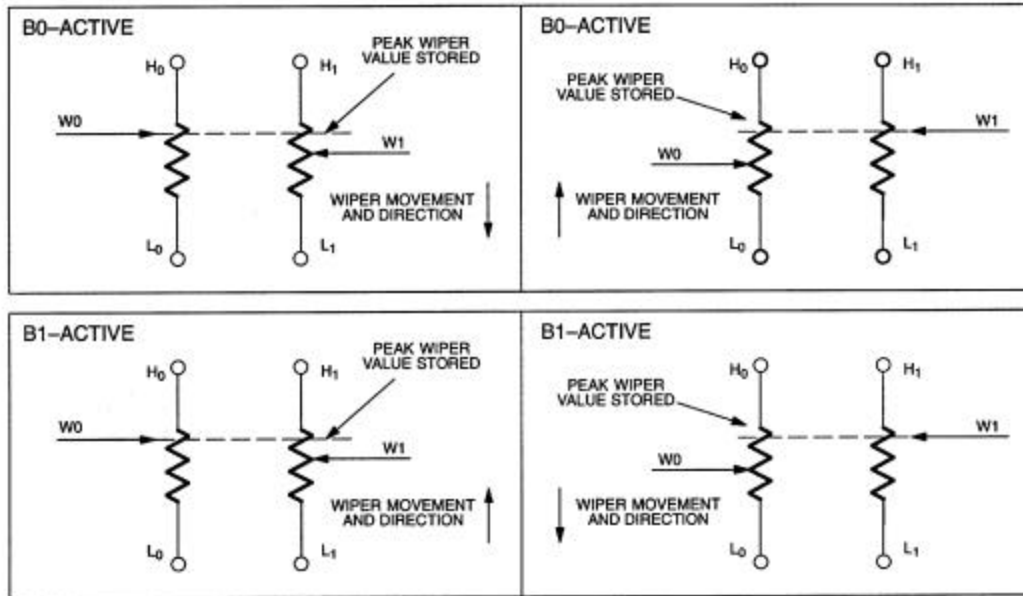 B0–ACTIVE
PEAK WIPER
VALUE STORED
H0
H1
W0
W1
WIPER MOVEMENT
AND DIRECTION
L0
L1
B0–ACTIVE
H0
H1
PEAK WIPER
VALUE STORED
W1
W0
WIPER MOVEMENT
AND DIRECTION
L0
L1
B1–ACTIVE
PEAK WIPER
VALUE STORED
H0
H1
W0
W1
WIPER MOVEMENT
AND DIRECTION
L0
L1
B1–ACTIVE
H0
H1
PEAK WIPER
VALUE STORED
W1
W0
WIPER MOVEMENT
AND DIRECTION
L0
L1